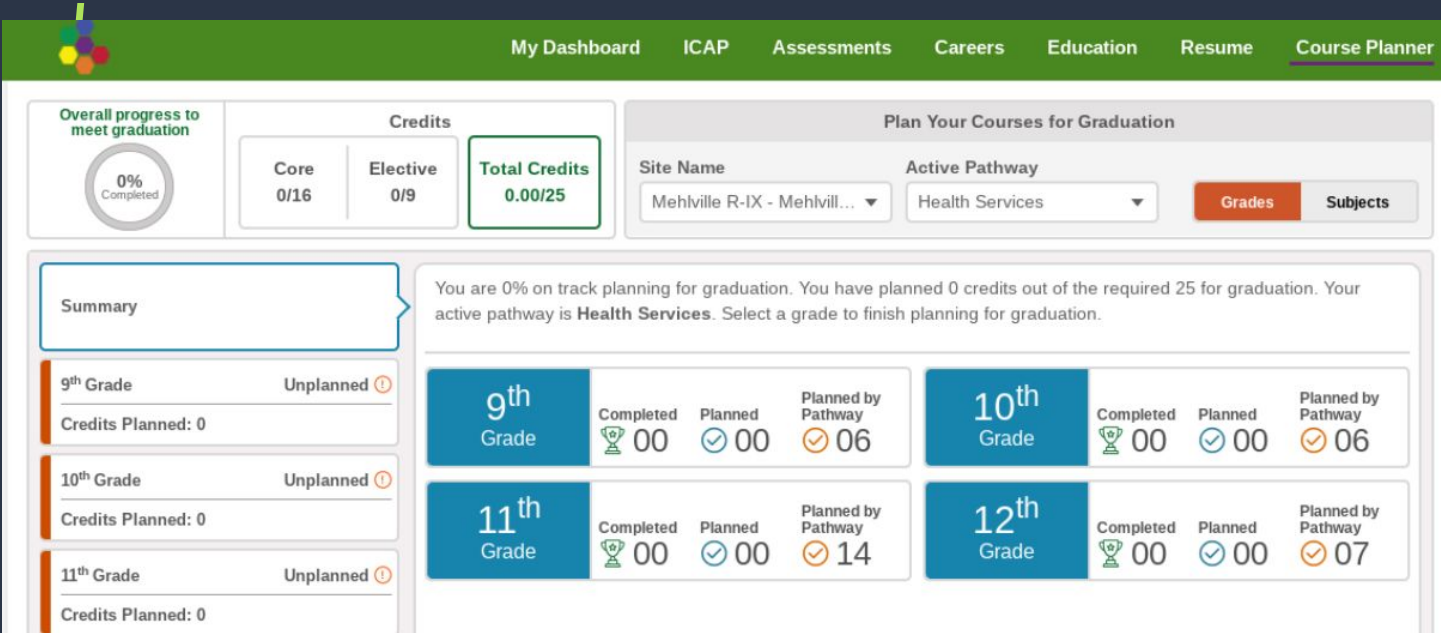 My Dashboard ICAP Assessments Careers Education Resume Course Planner
Overall progress to
meet graduation
0%
Completed
Credits
Core
0/16
Elective
0/9
Total Credits
0.00/25
Plan Your Courses for Graduation
Site Name
Mehlville R-IX - Mehlvill...
Active Pathway
Health Services
Grades Subjects
Summary
9th Grade Unplanned
Credits Planned: 0
10th Grade Unplanned
Credits Planned: 0
11th Grade Unplanned
Credits Planned: 0
You are 0% on track planning for graduation. You have planned 0 credits out of the required 25 for graduation. Your
active pathway is Health Services. Select a grade to finish planning for graduation.
9th
Grade
Completed
00
Planned
00
Planned by
Pathway
06
10th
Grade
Completed
00
Planned
00
Planned by
Pathway
06
11th
Grade
Completed
00
Planned
00
Planned by
Pathway
14
12th
Grade
Completed
00
Planned
00
Planned by
Pathway
07